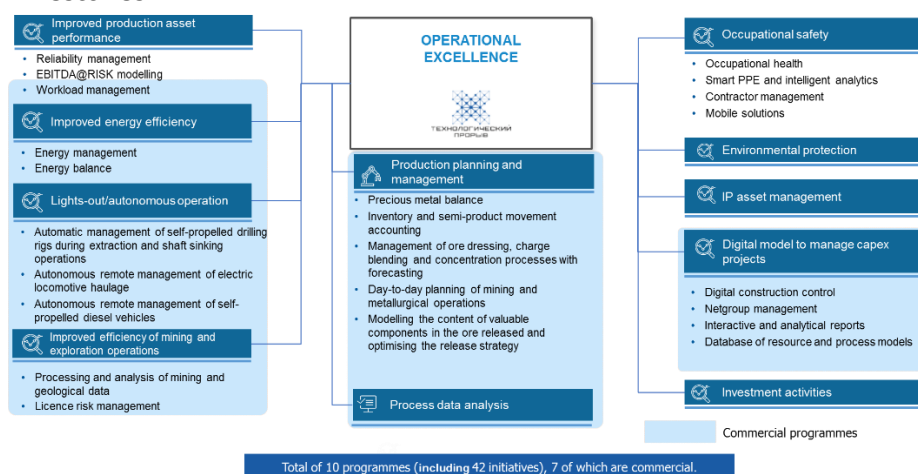 Improved production asset
performance
• Reliability management
• EBITDA@RISK modelling
• Workload management
Improved energy efficiency
• Energy management
• Energy balance
Lights-out/autonomous operation
• Automatic management of self-propelled drilling
rigs during extraction and shaft sinking
operations
• Autonomous remote management of electric
locomotive haulage
• Autonomous remote management of self-
propelled diesel vehicles
Improved efficiency of mining and
exploration operations
• Processing and analysis of mining and
geological data
• Licence risk management
OPERATIONAL
EXCELLENCE
ТЕХНОЛОГИЧЕСКИЙ
ПРОРЫВ
Production planning and
management
• Precious metal balance
• Inventory and semi-product movement
accounting
• Management of ore dressing, charge
blending and concentration processes with
forecasting
• Day-to-day planning of mining and
metallurgical operations
• Modelling the content of valuable
components in the ore released and
optimising the release strategy
Process data analysis
Occupational safety
• Occupational health
• Smart PPE and intelligent analytics
• Contractor management
• Mobile solutions
Environmental protection
IP asset management
Digital model to manage capex
projects
• Digital construction control
• Netgroup management
• Interactive and analytical reports
• Database of resource and process models
Investment activities
Commercial programmes
Total of 10 programmes (including 42 initiatives), 7 of which are commercial.